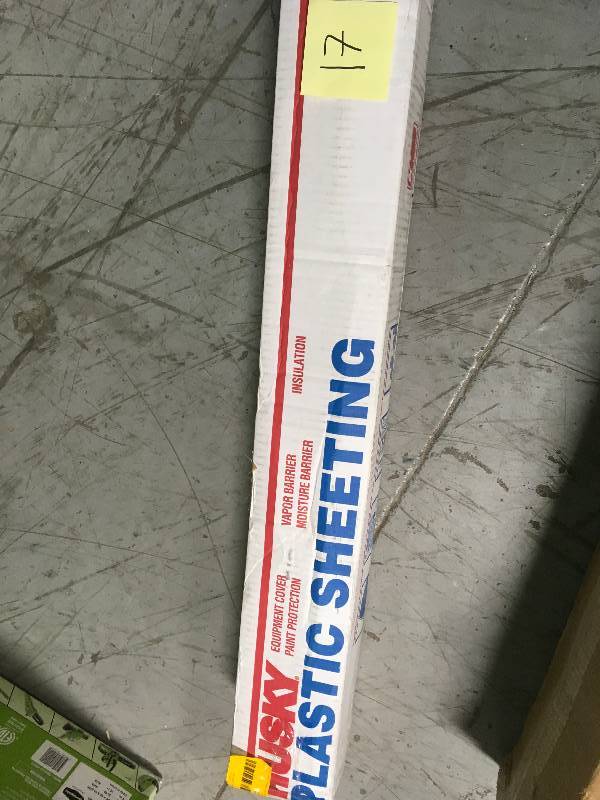 17
HUSKY
EQUIPMENT COVER
PAINT PROTECTION
VAPOR BARRIER
MOISTURE BARRIER
INSULATION
PLASTIC SHEETING